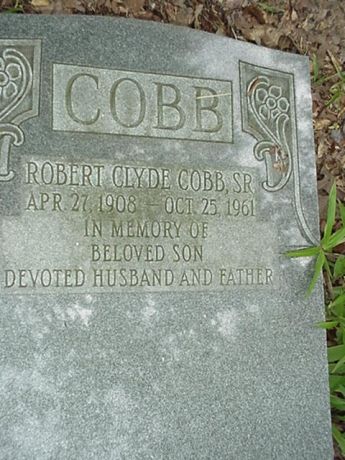 COBB
ROBERT CLYDE COBB, SR
APR. 27, 1908 — OCT. 25, 1961
IN MEMORY OF
BELOVED SON
DEVOTED HUSBAND AND FATHER